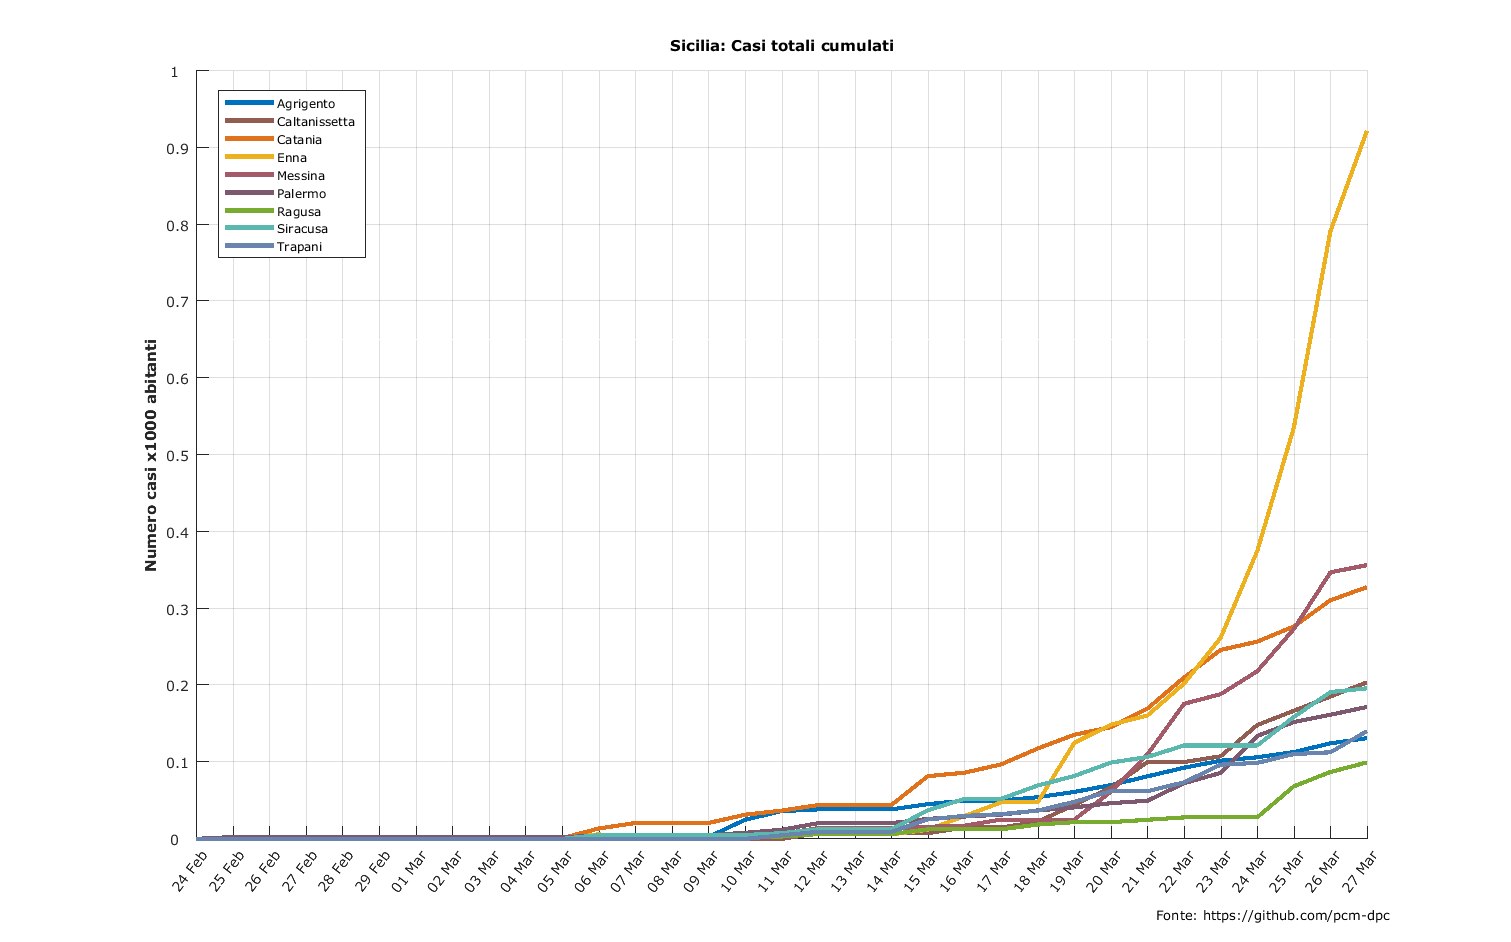 Sicilia: Casi totali cumulati
Numero casi x1000 abitanti
1
0.9
0.8
0.7
0.6
0.5
0.4
0.3
0.2
0.1
0
Agrigento
Caltanissetta
Catania
Enna
Messina
Palermo
Ragusa
Siracusa
Trapani
24 Feb
25 Feb
26 Feb
27 Feb
28 Feb
29 Feb
01 Mar
02 Mar
03 Mar
04 Mar
05 Mar
06 Mar
07 Mar
08 Mar
09 Mar
10 Mar
11 Mar
12 Mar
13 Mar
14 Mar
15 Mar
16 Mar
17 Mar
18 Mar
19 Mar
20 Mar
21 Mar
22 Mar
23 Mar
24 Mar
25 Mar
26 Mar
27 Mar
Fonte: https://github.com/pcm-dpc